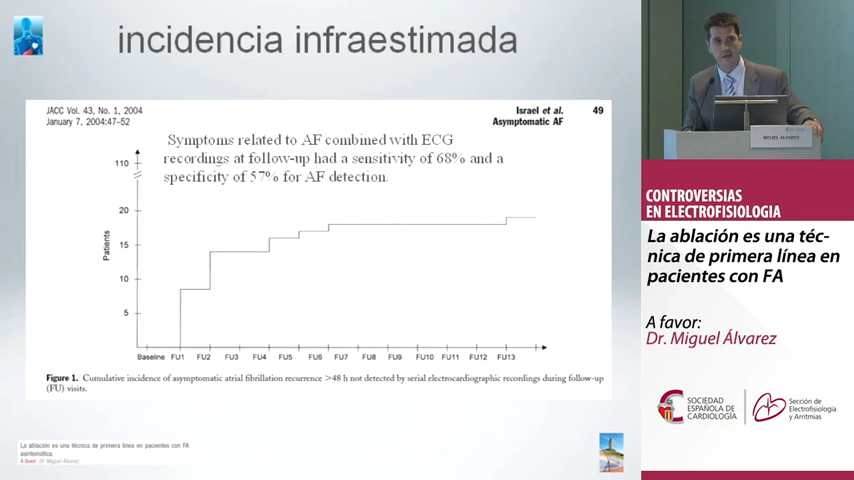 incidencia infraestimada
JACC Vol. 43, No. 1, 2004
January 7, 2004:47–52
Israel et al.
Asymptomatic AF
49
Symptoms related to AF combined with ECG
recordings at follow-up had a sensitivity of 68% and a
specificity of 57% for AF detection.
110
20
15
10
5
Patients
Baseline FU1 FU2 FU3 FU4 FU5 FU6 FU7 FU8 FU9 FU10 FU11 FU12 FU13
Figure 1. Cumulative incidence of asymptomatic atrial fibrillation recurrence >48 h not detected by serial electrocardiographic recordings during follow-up
(FU) visits.
La ablación es una técnica de primera línea en pacientes con FA
asintomática.
A favor: Dr. Miguel Álvarez
MIGUEL ALVAREZ
CONTROVERSIAS
EN ELECTROFISIOLOGIA
La ablación es una téc-
nica de primera línea en
pacientes con FA
A favor:
Dr. Miguel Álvarez
SOCIEDAD
ESPAÑOLA DE
CARDIOLOGÍA
Sección de
Electrofisiología
y Arritmias